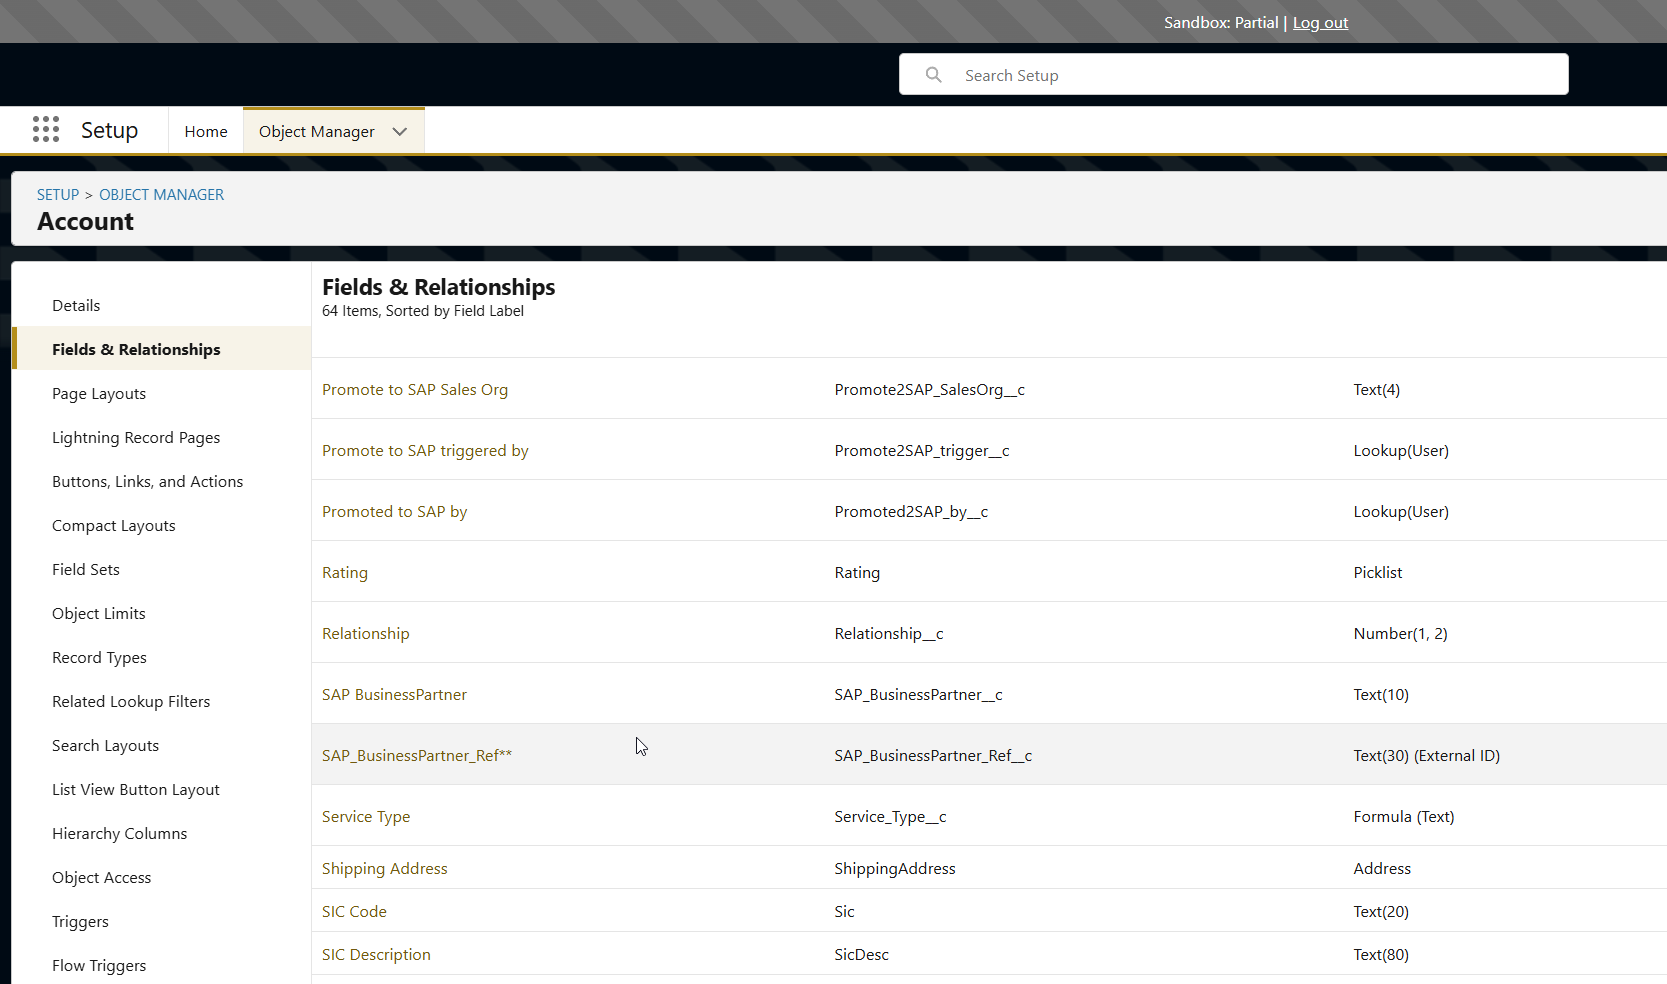 Sandbox: Partial | Log out
Search Setup
Setup Home Object Manager
SETUP > OBJECT MANAGER
Account
Details
Fields & Relationships
Page Layouts
Lightning Record Pages
Buttons, Links, and Actions
Compact Layouts
Field Sets
Object Limits
Record Types
Related Lookup Filters
Search Layouts
List View Button Layout
Hierarchy Columns
Object Access
Triggers
Flow Triggers
Fields & Relationships
64 Items, Sorted by Field Label
Promote to SAP Sales Org Promote2SAP_SalesOrg__c Text(4)
Promote to SAP triggered by Promote2SAP_trigger__c Lookup(User)
Promoted to SAP by Promoted2SAP_by__c Lookup(User)
Rating Rating Picklist
Relationship Relationship__c Number(1, 2)
SAP BusinessPartner SAP_BusinessPartner__c Text(10)
SAP_BusinessPartner_Ref** SAP_BusinessPartner_Ref__c Text(30) (External ID)
Service Type Service_Type__c Formula (Text)
Shipping Address ShippingAddress Address
SIC Code Sic Text(20)
SIC Description SicDesc Text(80)